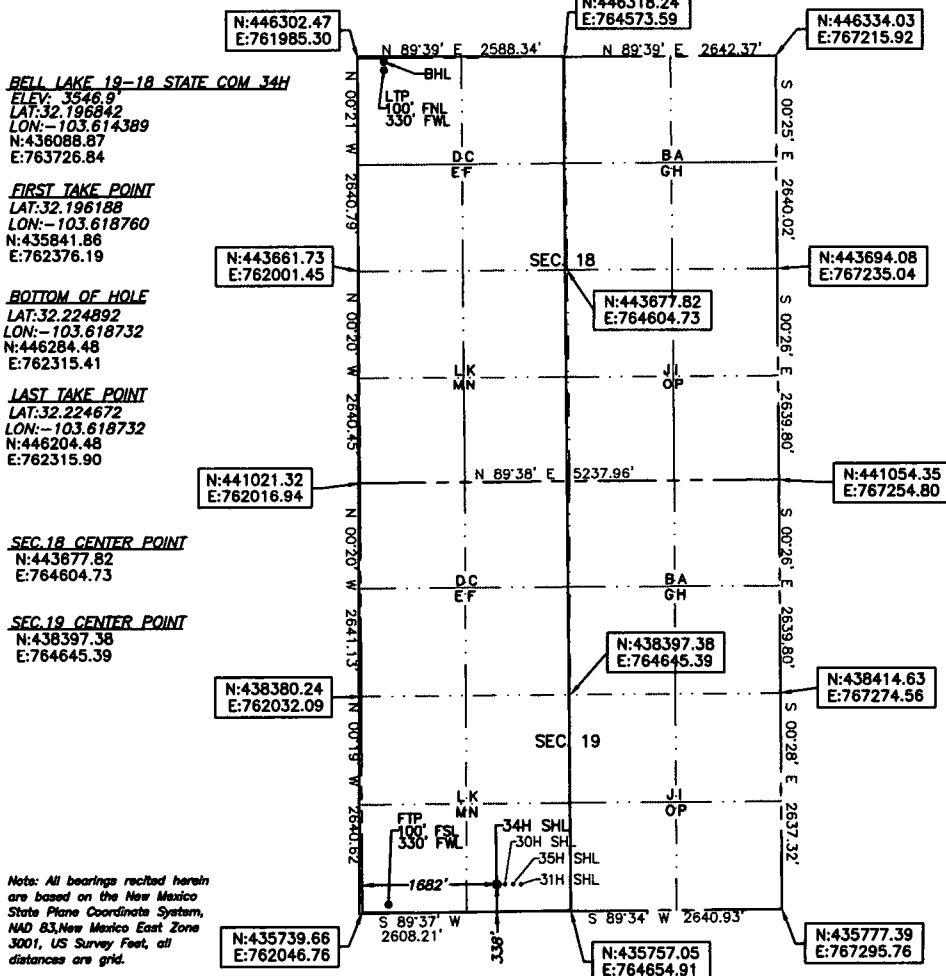 N:446302.47
E:761985.30
N:446318.24
E:764573.59
N:446334.03
E:767215.92
N 89°39' E 2588.34'
N 89°39' E 2642.37'
BELL LAKE 19-18 STATE COM 34H
ELEV: 3546.9'
LAT:32.196842
LON:-103.614389
N:436088.87
E:763726.84
FIRST TAKE POINT
LAT:32.196188
LON:-103.618760
N:435841.86
E:762376.19
BOTTOM OF HOLE
LAT:32.224892
LON:-103.618732
N:446284.48
E:762315.41
LAST TAKE POINT
LAT:32.224672
LON:-103.618732
N:446204.48
E:762315.90
SEC.18 CENTER POINT
N:443677.82
E:764604.73
SEC.19 CENTER POINT
N:438397.38
E:764645.39
BHL
LTP
100' FNL
330' FWL
N 00°21' W 2640.79'
S 00°25' E 2640.02'
D C
E F
B A
G H
N:443661.73
E:762001.45
SEC. 18
N:443694.08
E:767235.04
N:443677.82
E:764604.73
N 00°20' W 2640.45'
S 00°26' E 2639.80'
L K
M N
J I
O P
N:441021.32
E:762016.94
N 89°38' E 5237.96'
N:441054.35
E:767254.80
N 00°20' W 2641.13'
S 00°26' E 2639.80'
D C
E F
B A
G H
N:438397.38
E:764645.39
N:438380.24
E:762032.09
N:438414.63
E:767274.56
SEC. 19
N 00°19' W 2640.62'
S 00°28' E 2637.32'
L K
M N
J I
O P
FTP
100' FSL
330' FWL
34H SHL
30H SHL
35H SHL
31H SHL
1682'
338'
S 89°37' W
2608.21'
S 89°34' W 2640.93'
N:435739.66
E:762046.76
N:435757.05
E:764654.91
N:435777.39
E:767295.76
Note: All bearings recited herein
are based on the New Mexico
State Plane Coordinate System,
NAD 83,New Mexico East Zone
3001, US Survey Feet, all
distances are grid.